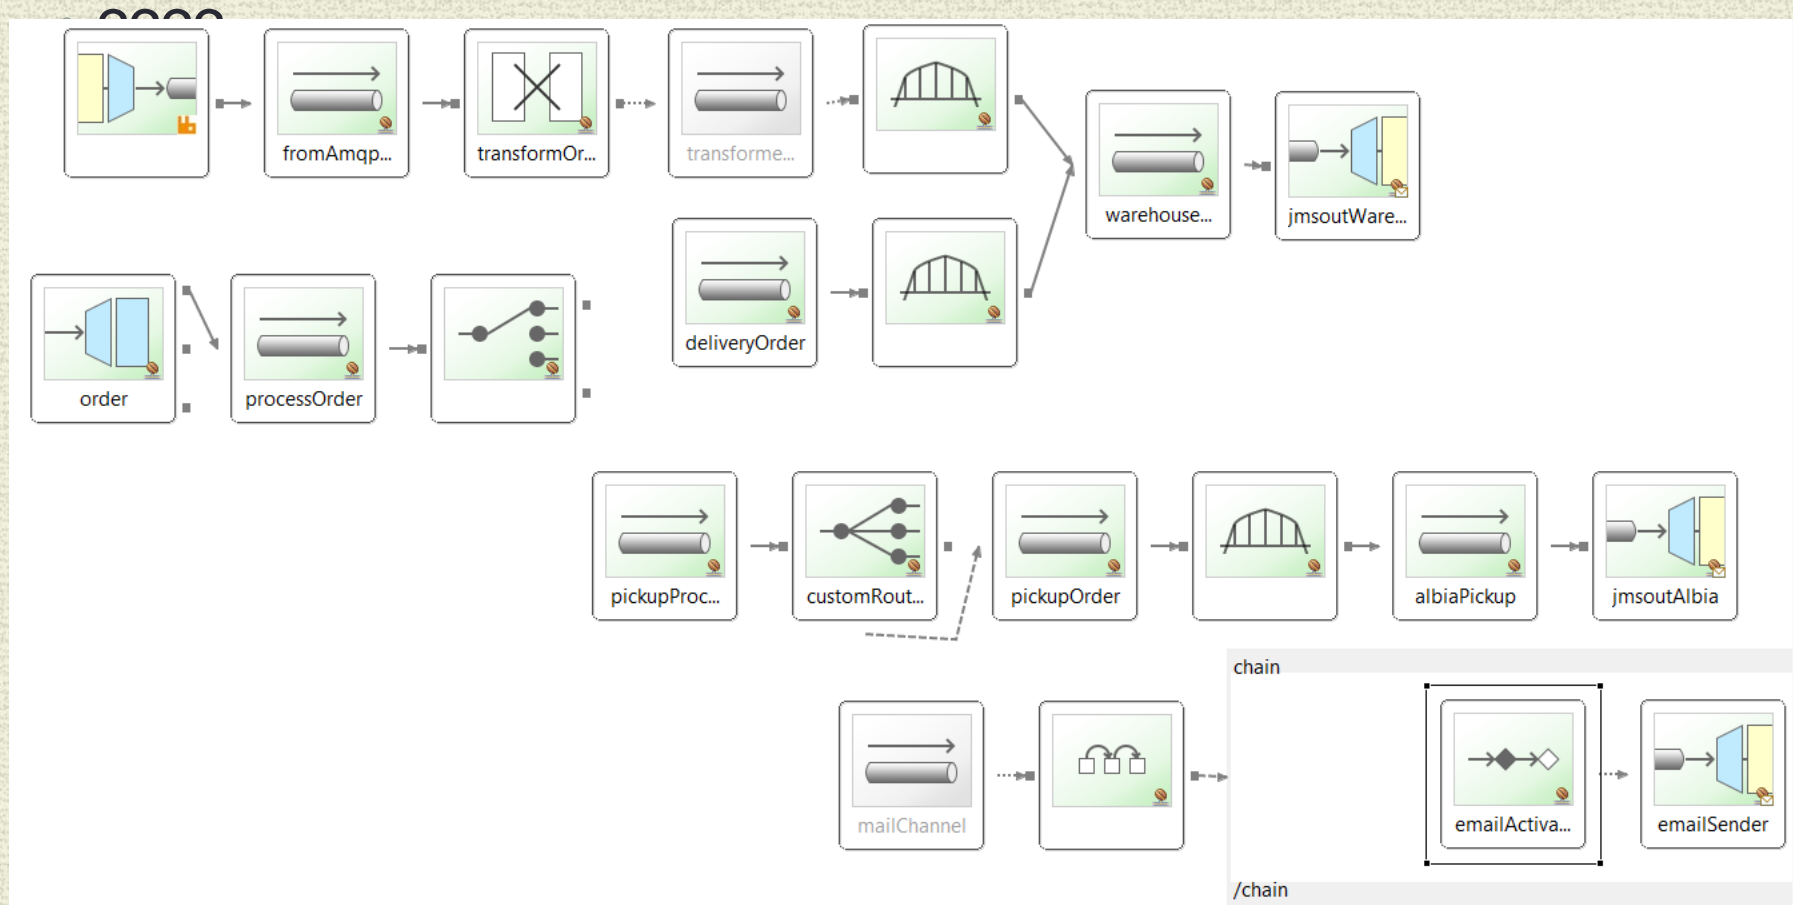 fromAmqp...
transformOr...
transforme...
warehouse...
jmsoutWare...
deliveryOrder
order
processOrder
pickupProc...
customRout...
pickupOrder
albiaPickup
jmsoutAlbia
chain
mailChannel
emailActiva...
emailSender
/chain